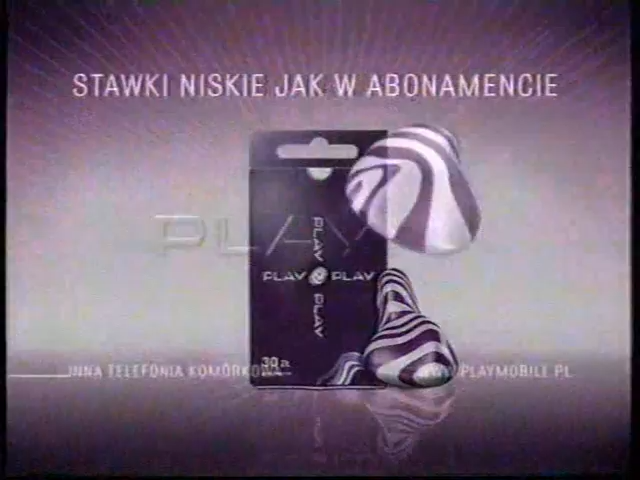 STAWKI NISKIE JAK W ABONAMENCIE
PLAY
PLAY
PLAY PLAY
PLAY
30 ZŁ
INNA TELEFONIA KOMÓRKOWA
WWW.PLAYMOBILE.PL